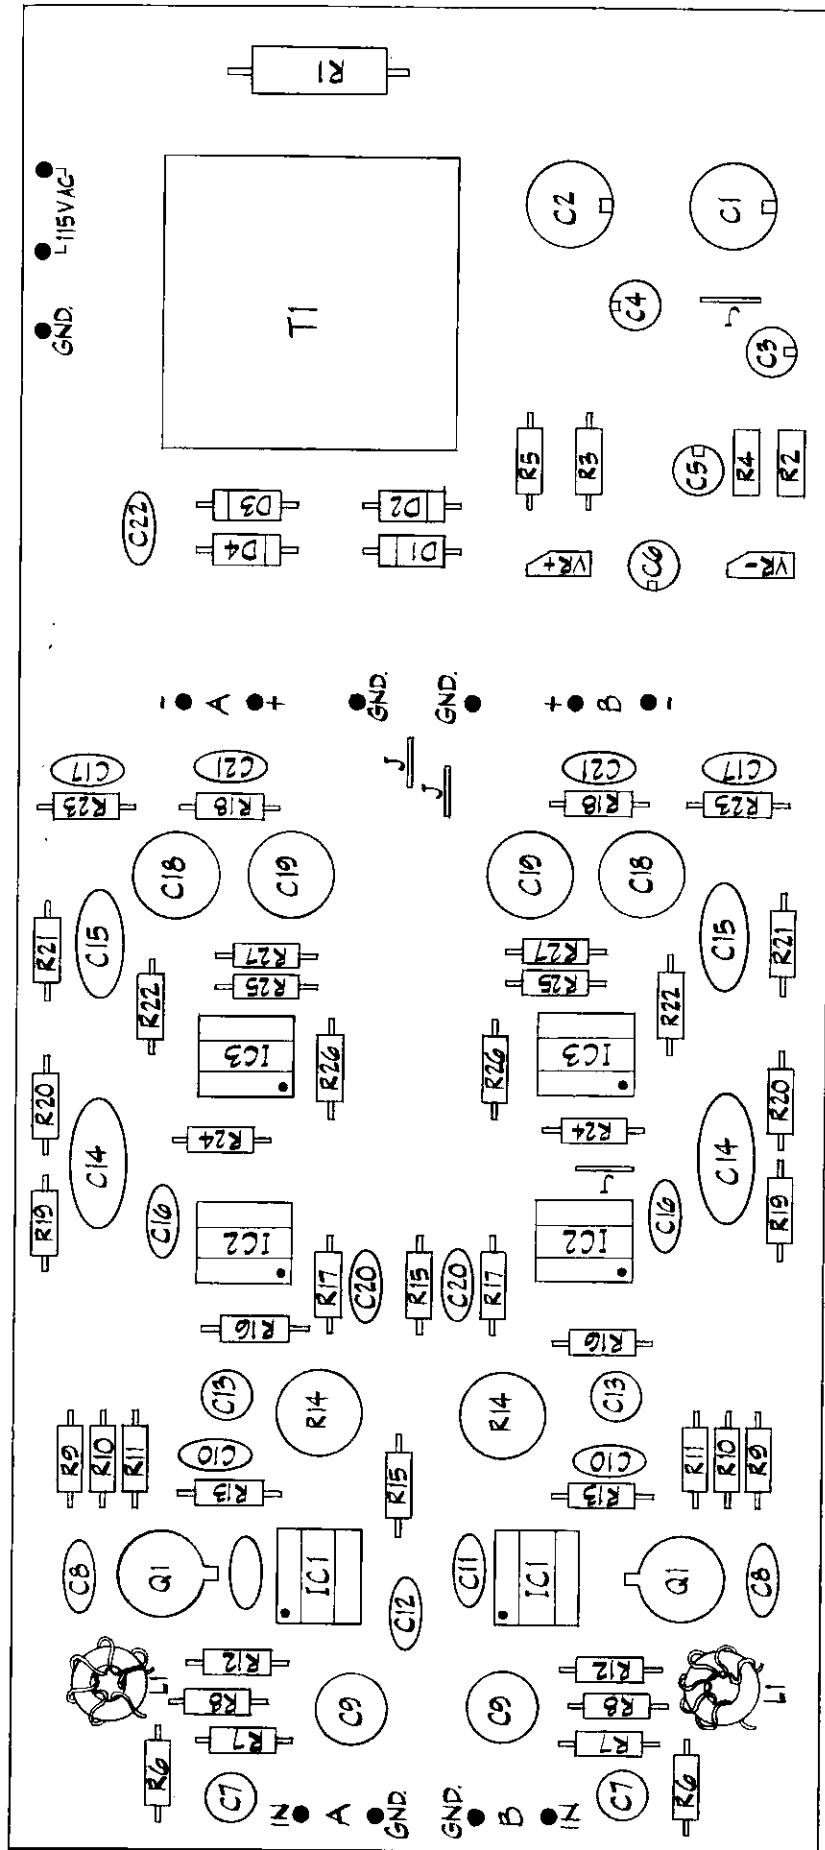 R1
115VAC
GND.
T1
C2
C1
C4
J
C3
R5
R3
C5
R4
R2
C22
D3
D2
D4
D1
VR+
C6
VR-
- A +
GND.
GND.
+ B -
J
J
C17
C21
C21
C17
R23
R18
R18
R23
C18
C19
C19
C18
R21
C15
C15
R21
R27
R27
R22
R25
R25
R22
IC3
R26
R26
IC3
R20
R20
R24
R24
C14
C14
J
R19
C16
C16
R19
IC2
IC2
R17
C20
R15
C20
R17
R16
R16
C13
R14
R14
C13
R9
R10
R11
C10
C10
R11
R10
R9
R13
R15
R13
C8
Q1
IC1
C11
IC1
Q1
C8
C12
L1
R12
R12
L1
R8
C9
C9
R8
R7
R7
R6
R6
C7
C7
IN A GND.
GND. B IN